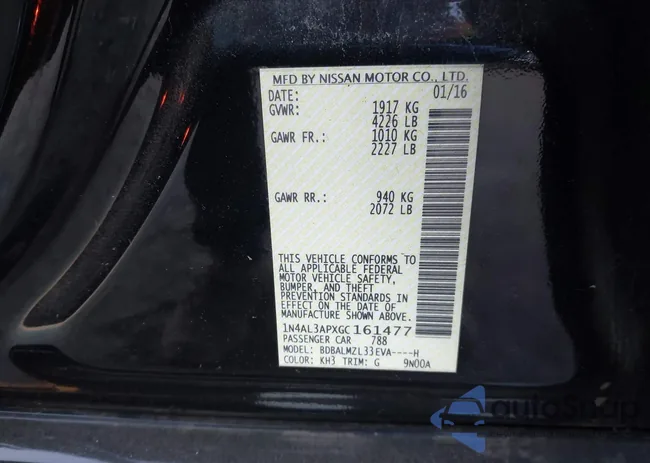 MFD BY NISSAN MOTOR CO., LTD.
DATE: 01/16
GVWR: 1917 KG
4226 LB
GAWR FR.: 1010 KG
2227 LB
GAWR RR.: 940 KG
2072 LB
THIS VEHICLE CONFORMS TO
ALL APPLICABLE FEDERAL
MOTOR VEHICLE SAFETY,
BUMPER, AND THEFT
PREVENTION STANDARDS IN
EFFECT ON THE DATE OF
MANUFACTURE SHOWN ABOVE.
1N4AL3APXGC161477
PASSENGER CAR 788
MODEL: BDBALMZL33EVA----H
COLOR: KH3 TRIM: G 9N00A
autoSnap